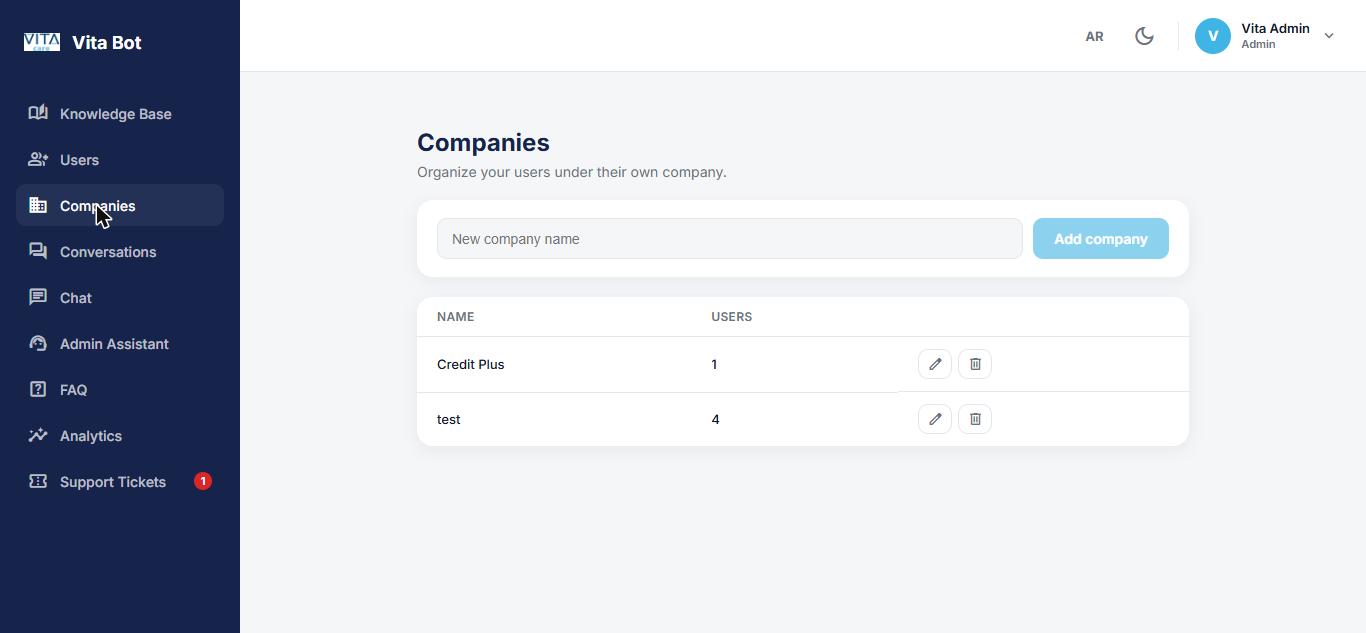 VITA
care
Vita Bot
Knowledge Base
Users
Companies
Conversations
Chat
Admin Assistant
FAQ
Analytics
Support Tickets 1
AR
V
Vita Admin
Admin
Companies
Organize your users under their own company.
New company name
Add company
NAME USERS
Credit Plus 1
test 4